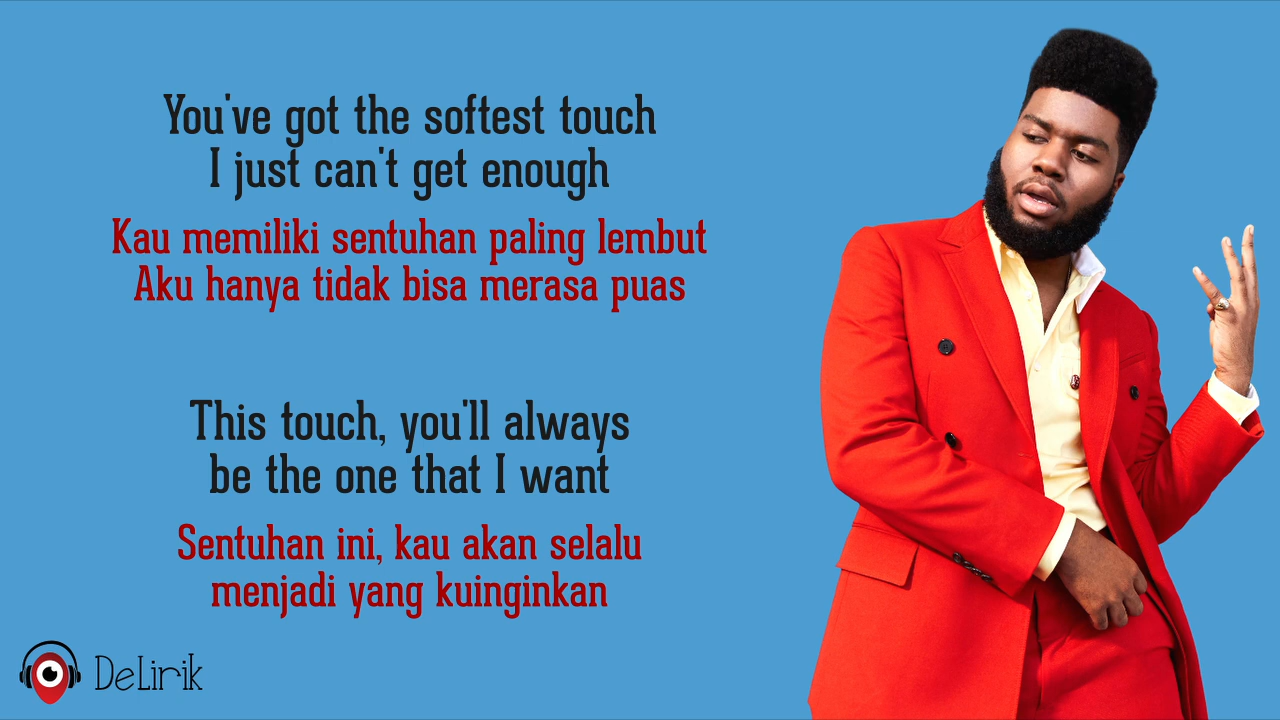 You've got the softest touch
I just can't get enough
Kau memiliki sentuhan paling lembut
Aku hanya tidak bisa merasa puas
This touch, you'll always
be the one that I want
Sentuhan ini, kau akan selalu
menjadi yang kuinginkan
DeLirik